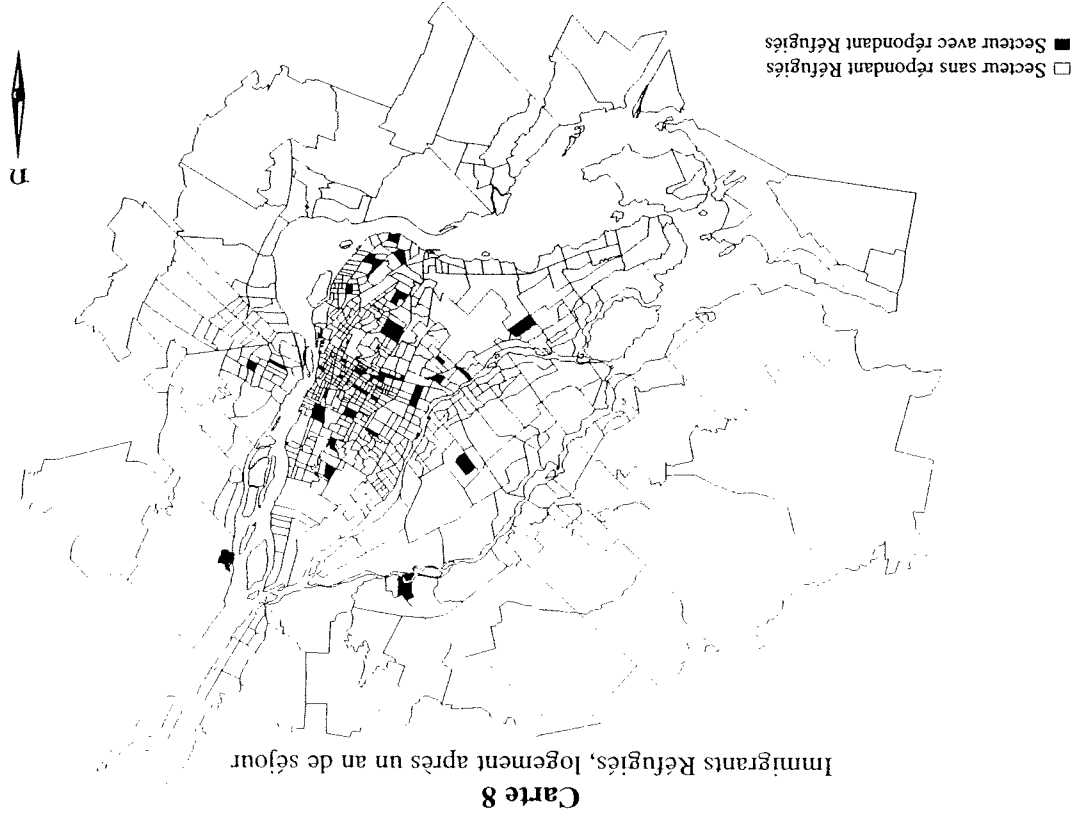 Carte 8
Immigrants Réfugiés, logement après un an de séjour
n
Secteur sans répondant Réfugiés
Secteur avec répondant Réfugiés